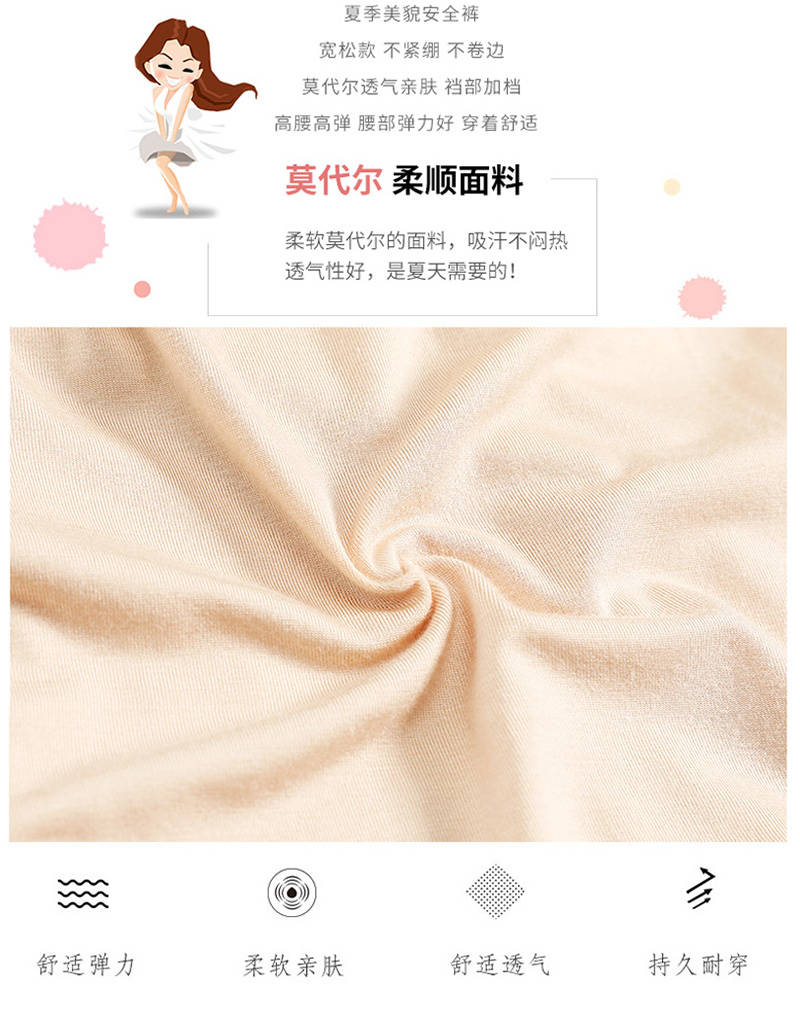 夏季美貌安全裤
宽松款 不紧绷 不卷边
莫代尔透气亲肤 裆部加档
高腰高弹 腰部弹力好 穿着舒适
莫代尔 柔顺面料
柔软莫代尔的面料，吸汗不闷热
透气性好，是夏天需要的！
舒适弹力
柔软亲肤
舒适透气
持久耐穿